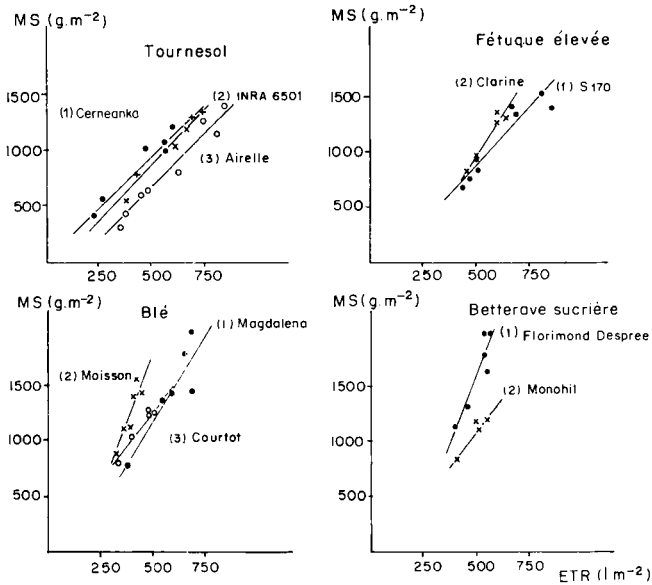 MS (g.m-2)
Tournesol
1500
1000
500
250 500 750
(1) Cerneanka
(2) INRA 6501
(3) Airelle
MS (g.m-2)
Fétuque élevée
1500
1000
500
250 500 750
(2) Clarine
(1) S 170
MS (g.m-2)
Blé
1500
1000
500
250 500 750
(1) Magdalena
(2) Moisson
(3) Courtot
MS (g.m-2)
Betterave sucrière
1500
1000
500
250 500 750
(1) Florimond Despree
(2) Monohil
ETR (l m-2)